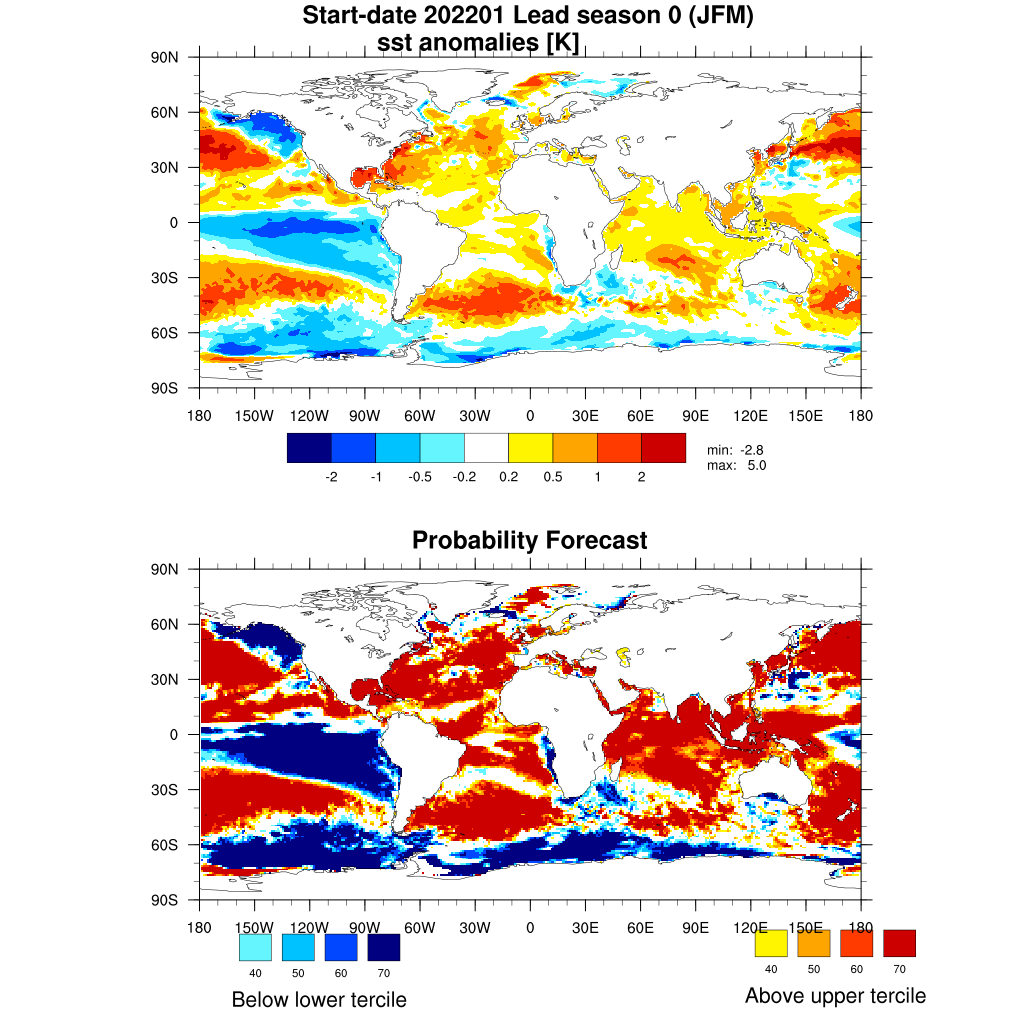 Start-date 202201 Lead season 0 (JFM)
sst anomalies [K]
90N
60N
30N
0
30S
60S
90S
180 150W 120W 90W 60W 30W 0 30E 60E 90E 120E 150E 180
-2 -1 -0.5 -0.2 0.2 0.5 1 2
min: -2.8
max: 5.0
Probability Forecast
90N
60N
30N
0
30S
60S
90S
180 150W 120W 90W 60W 30W 0 30E 60E 90E 120E 150E 180
40 50 60 70
Below lower tercile
40 50 60 70
Above upper tercile